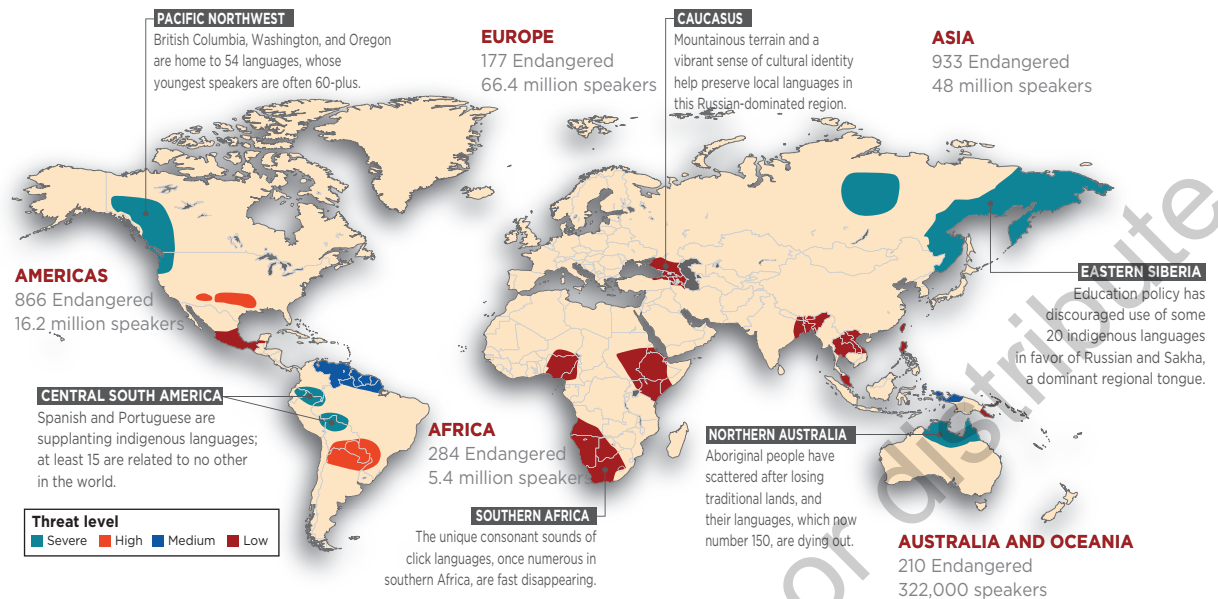 PACIFIC NORTHWEST
British Columbia, Washington, and Oregon
are home to 54 languages, whose
youngest speakers are often 60-plus.
EUROPE
177 Endangered
66.4 million speakers
CAUCASUS
Mountainous terrain and a
vibrant sense of cultural identity
help preserve local languages in
this Russian-dominated region.
ASIA
933 Endangered
48 million speakers
AMERICAS
866 Endangered
16.2 million speakers
EASTERN SIBERIA
Education policy has
discouraged use of some
20 indigenous languages
in favor of Russian and Sakha,
a dominant regional tongue.
CENTRAL SOUTH AMERICA
Spanish and Portuguese are
supplanting indigenous languages;
at least 15 are related to no other
in the world.
AFRICA
284 Endangered
5.4 million speakers
NORTHERN AUSTRALIA
Aboriginal people have
scattered after losing
traditional lands, and
their languages, which now
number 150, are dying out.
SOUTHERN AFRICA
The unique consonant sounds of
click languages, once numerous in
southern Africa, are fast disappearing.
AUSTRALIA AND OCEANIA
210 Endangered
322,000 speakers
Threat level
Severe High Medium Low
or distribute